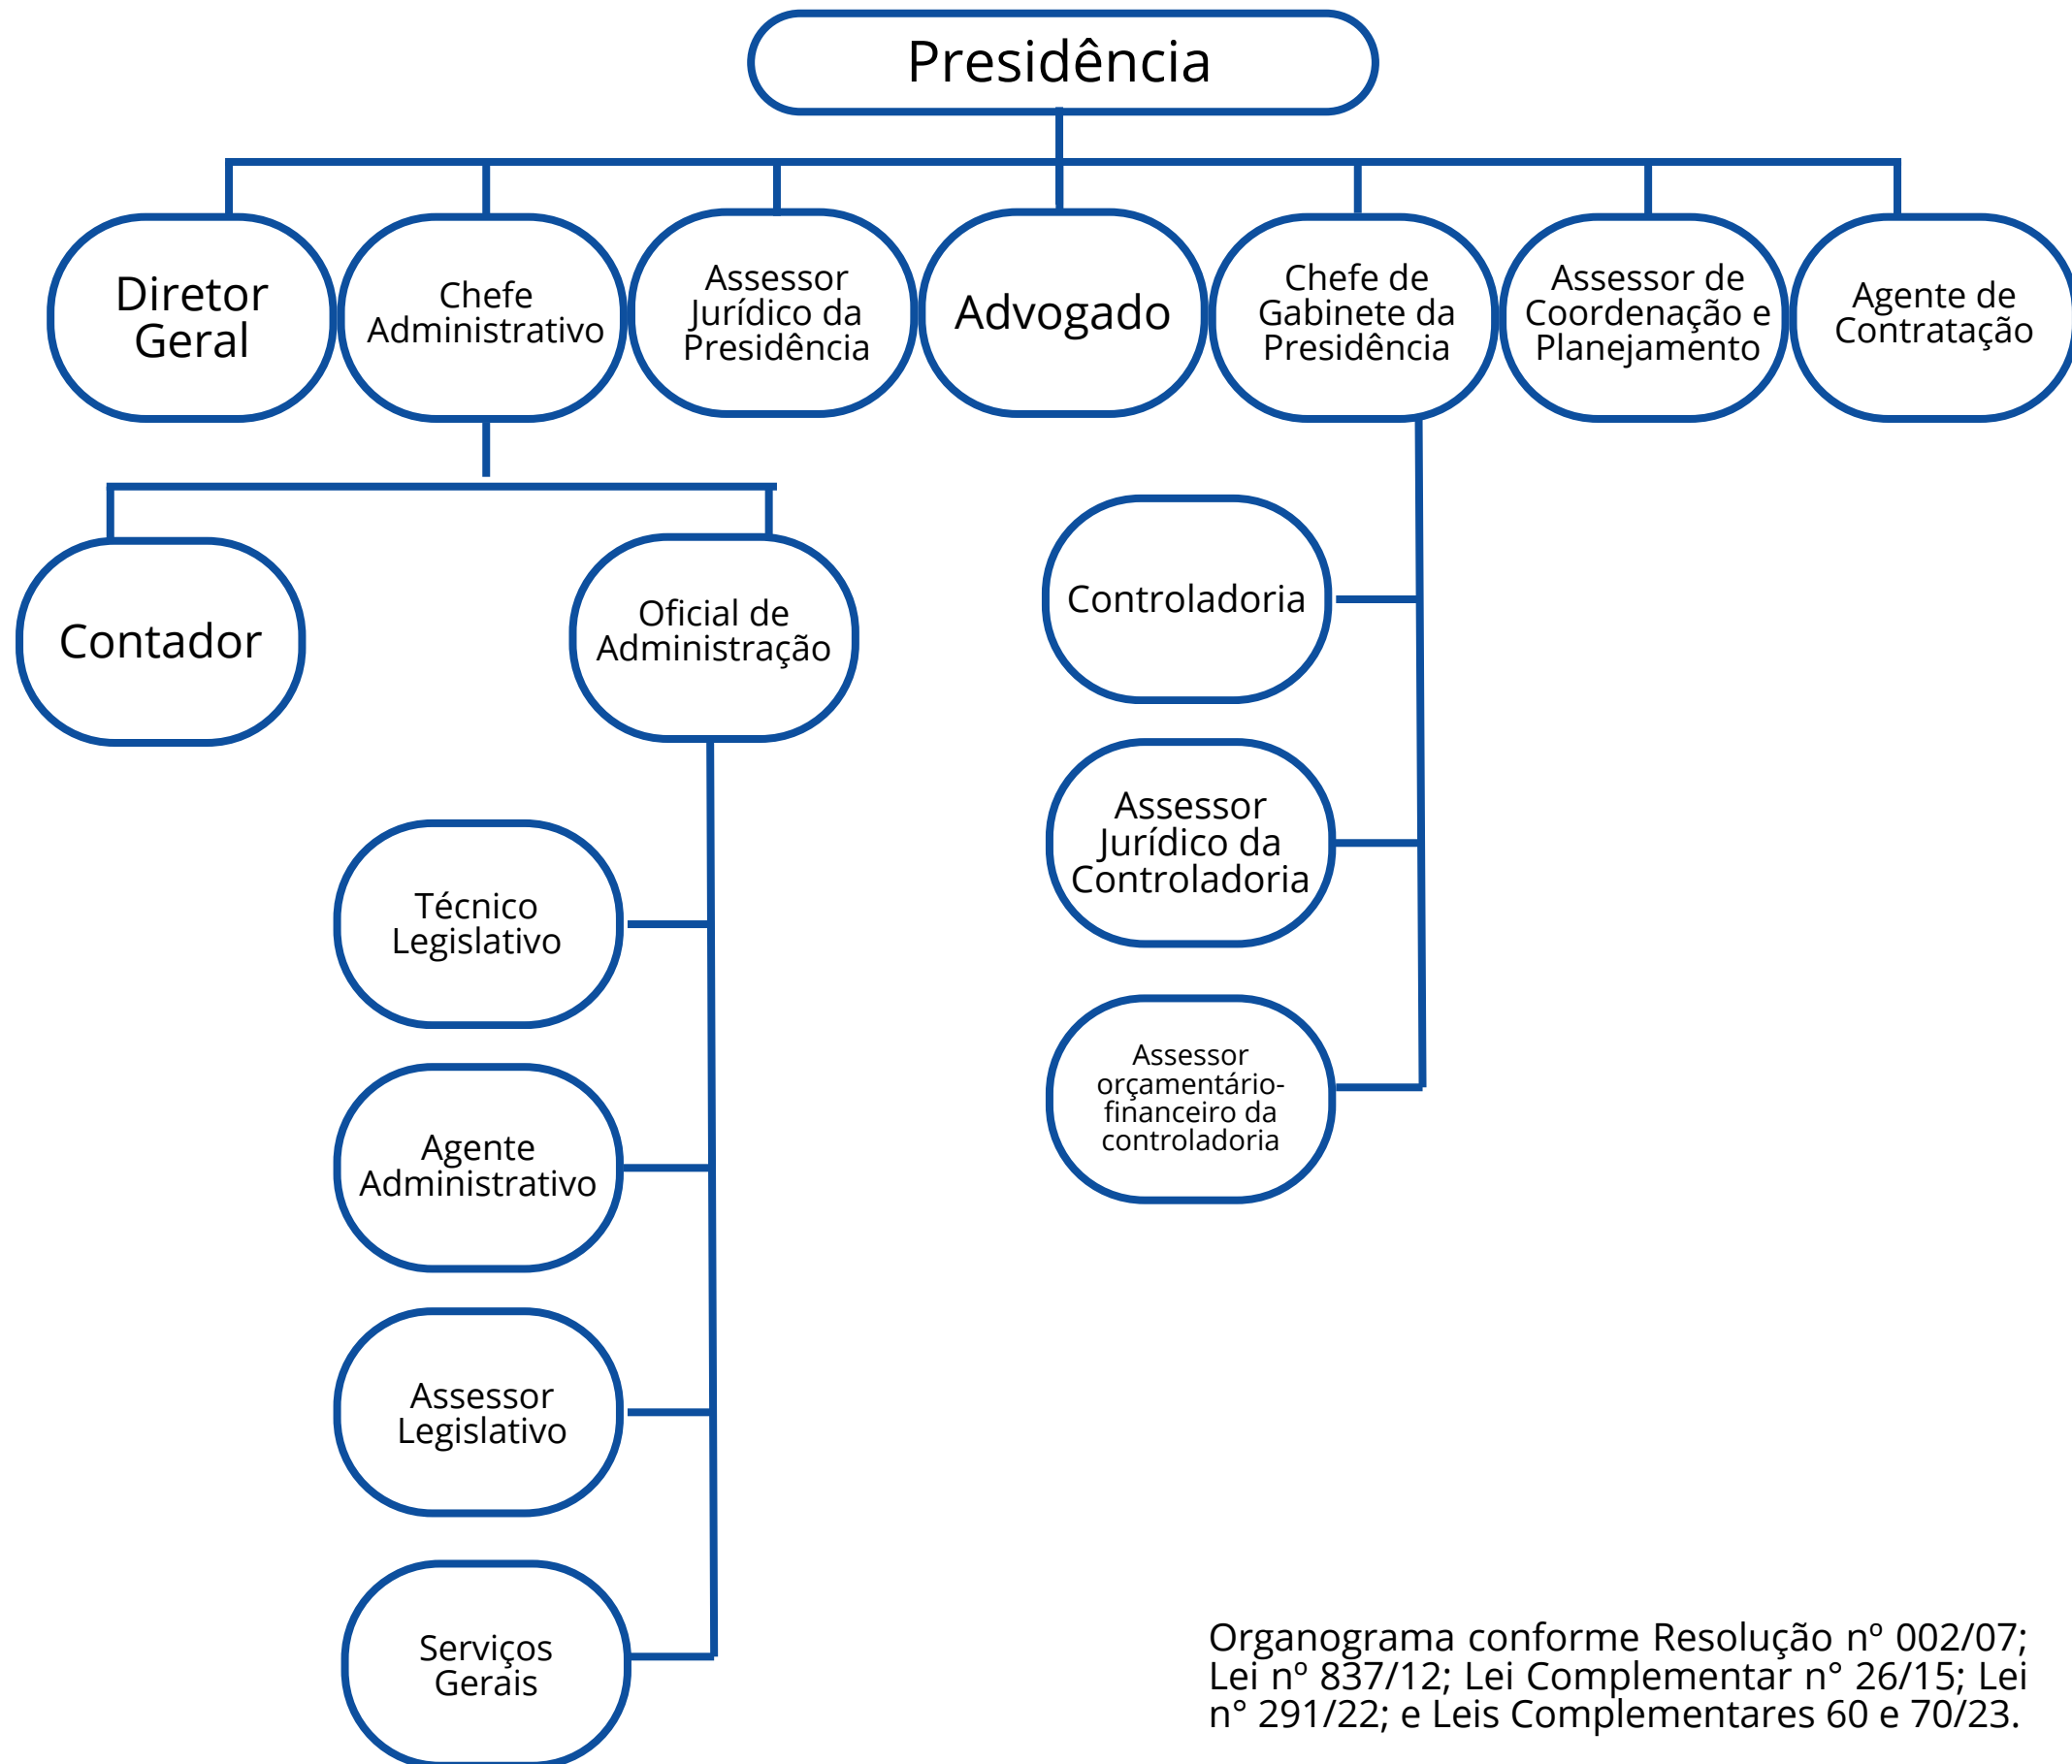 Presidência
Diretor
Geral
Chefe
Administrativo
Assessor
Jurídico da
Presidência
Advogado
Chefe de
Gabinete da
Presidência
Assessor de
Coordenação e
Planejamento
Agente de
Contratação
Contador
Oficial de
Administração
Controladoria
Assessor
Jurídico da
Controladoria
Assessor
orçamentário-
financeiro da
controladoria
Técnico
Legislativo
Agente
Administrativo
Assessor
Legislativo
Serviços
Gerais
Organograma conforme Resolução nº 002/07;
Lei nº 837/12; Lei Complementar n° 26/15; Lei
n° 291/22; e Leis Complementares 60 e 70/23.